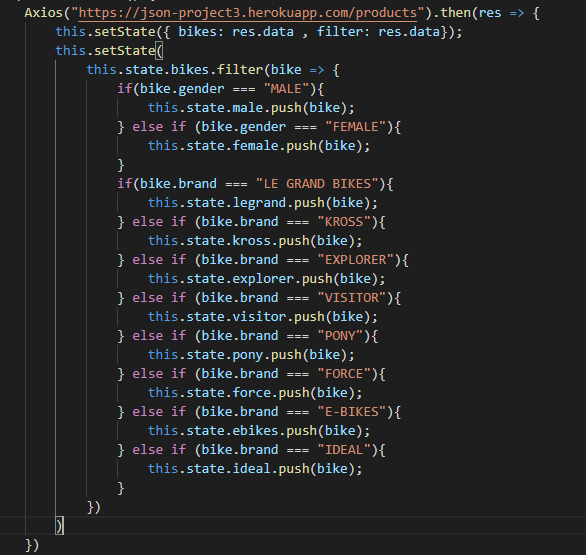 Axios("https://json-project3.herokuapp.com/products").then(res => {
this.setState({ bikes: res.data , filter: res.data});
this.setState(
this.state.bikes.filter(bike => {
if(bike.gender === "MALE"){
this.state.male.push(bike);
} else if (bike.gender === "FEMALE"){
this.state.female.push(bike);
}
if(bike.brand === "LE GRAND BIKES"){
this.state.legrand.push(bike);
} else if (bike.brand === "KROSS"){
this.state.kross.push(bike);
} else if (bike.brand === "EXPLORER"){
this.state.explorer.push(bike);
} else if (bike.brand === "VISITOR"){
this.state.visitor.push(bike);
} else if (bike.brand === "PONY"){
this.state.pony.push(bike);
} else if (bike.brand === "FORCE"){
this.state.force.push(bike);
} else if (bike.brand === "E-BIKES"){
this.state.ebikes.push(bike);
} else if (bike.brand === "IDEAL"){
this.state.ideal.push(bike);
}
})
)
})